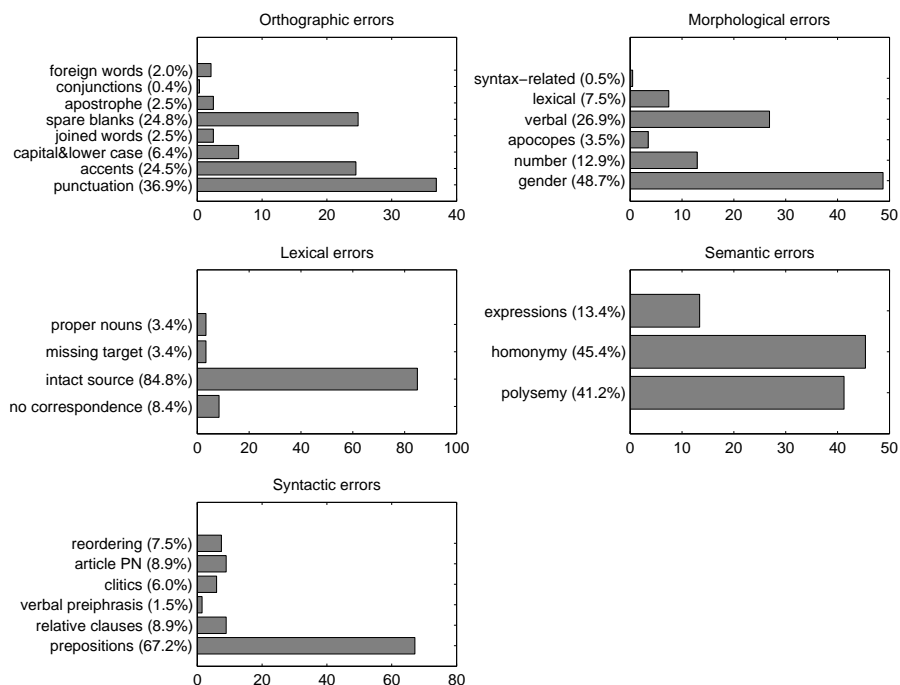 Orthographic errors
foreign words (2.0%)
conjunctions (0.4%)
apostrophe (2.5%)
spare blanks (24.8%)
joined words (2.5%)
capital&lower case (6.4%)
accents (24.5%)
punctuation (36.9%)
0 10 20 30 40
Morphological errors
syntax−related (0.5%)
lexical (7.5%)
verbal (26.9%)
apocopes (3.5%)
number (12.9%)
gender (48.7%)
0 10 20 30 40 50
Lexical errors
proper nouns (3.4%)
missing target (3.4%)
intact source (84.8%)
no correspondence (8.4%)
0 20 40 60 80 100
Semantic errors
expressions (13.4%)
homonymy (45.4%)
polysemy (41.2%)
0 10 20 30 40 50
Syntactic errors
reordering (7.5%)
article PN (8.9%)
clitics (6.0%)
verbal preiphrasis (1.5%)
relative clauses (8.9%)
prepositions (67.2%)
0 20 40 60 80